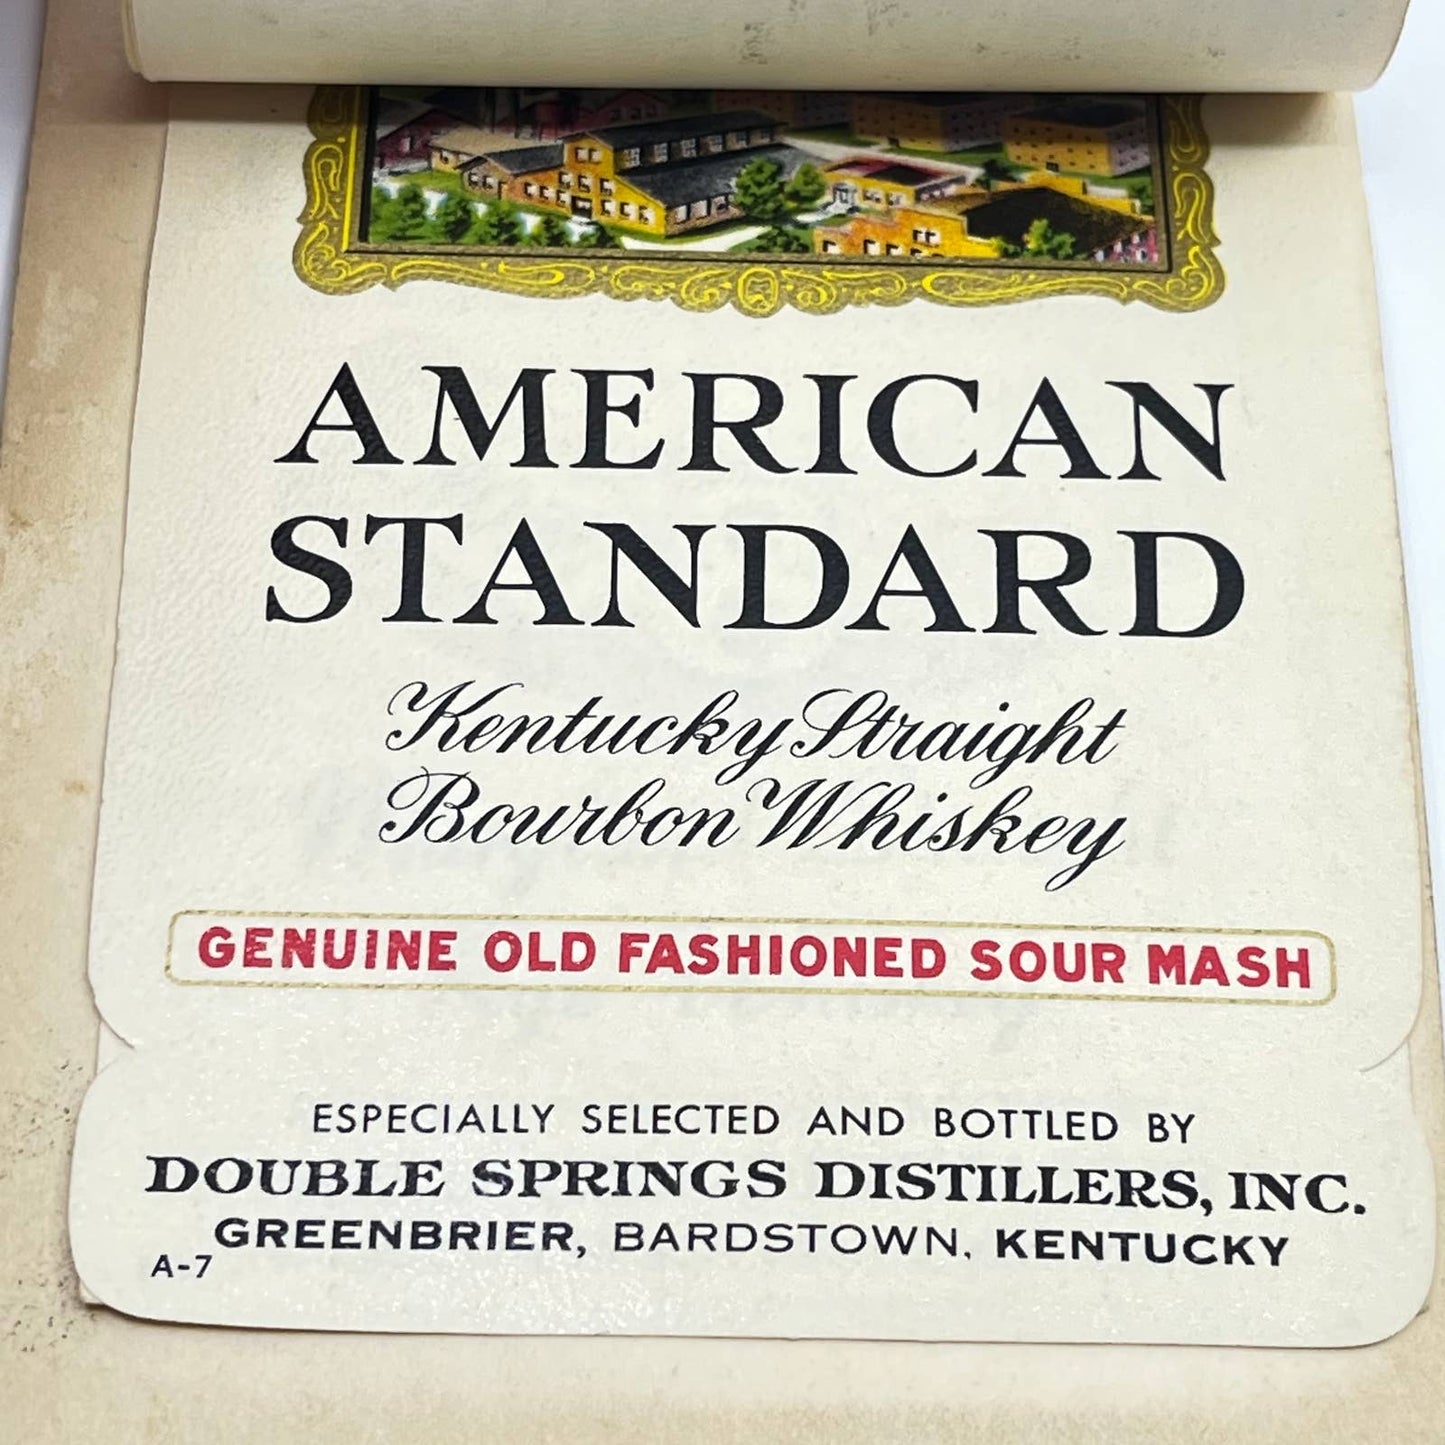 AMERICAN
STANDARD
Kentucky Straight
Bourbon Whiskey
GENUINE OLD FASHIONED SOUR MASH
ESPECIALLY SELECTED AND BOTTLED BY
DOUBLE SPRINGS DISTILLERS, INC.
GREENBRIER, BARDSTOWN, KENTUCKY
A-7